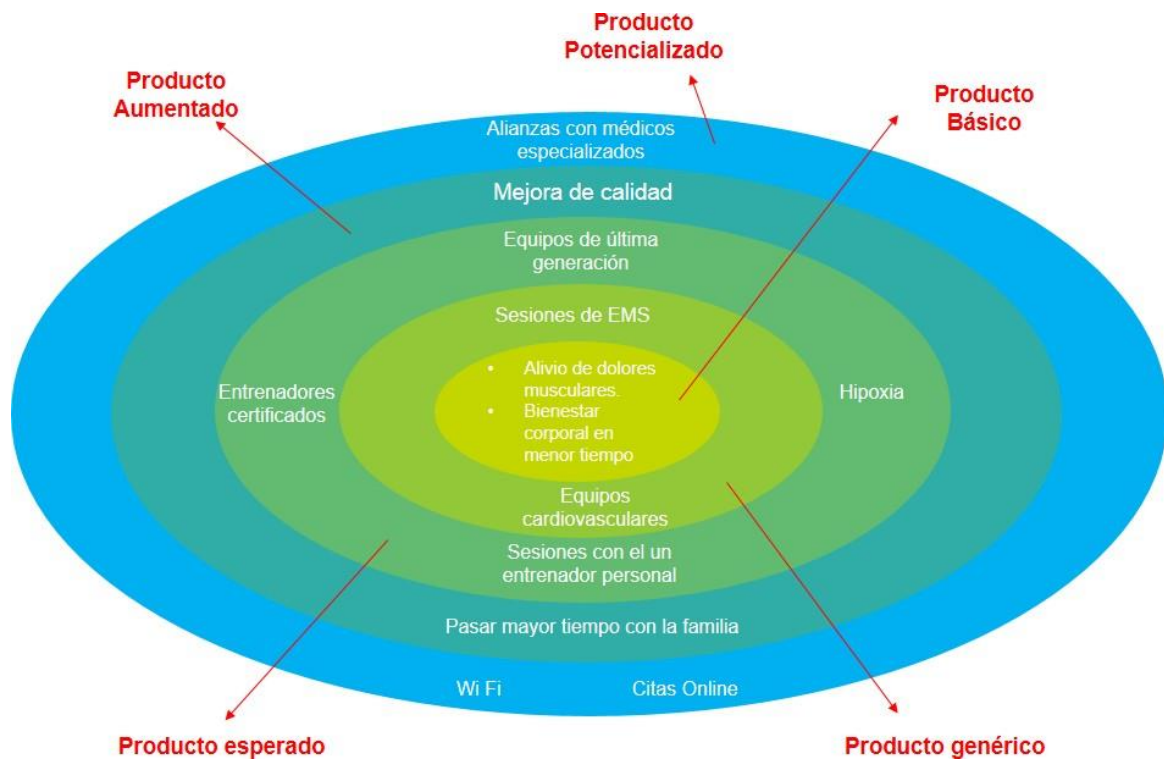 Producto
Potencializado
Producto
Aumentado
Producto
Básico
Alianzas con médicos
especializados
Mejora de calidad
Equipos de última
generación
Sesiones de EMS
• Alivio de dolores
musculares.
• Bienestar
corporal en
menor tiempo
Entrenadores
certificados
Hipoxia
Equipos
cardiovasculares
Sesiones con el un
entrenador personal
Pasar mayor tiempo con la familia
Wi Fi
Citas Online
Producto esperado
Producto genérico